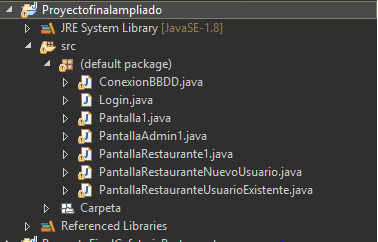 Proyectofinalampliado
JRE System Library [JavaSE-1.8]
src
(default package)
ConexionBBDD.java
Login.java
Pantalla1.java
PantallaAdmin1.java
PantallaRestaurante1.java
PantallaRestauranteNuevoUsuario.java
PantallaRestauranteUsuarioExistente.java
Carpeta
Referenced Libraries